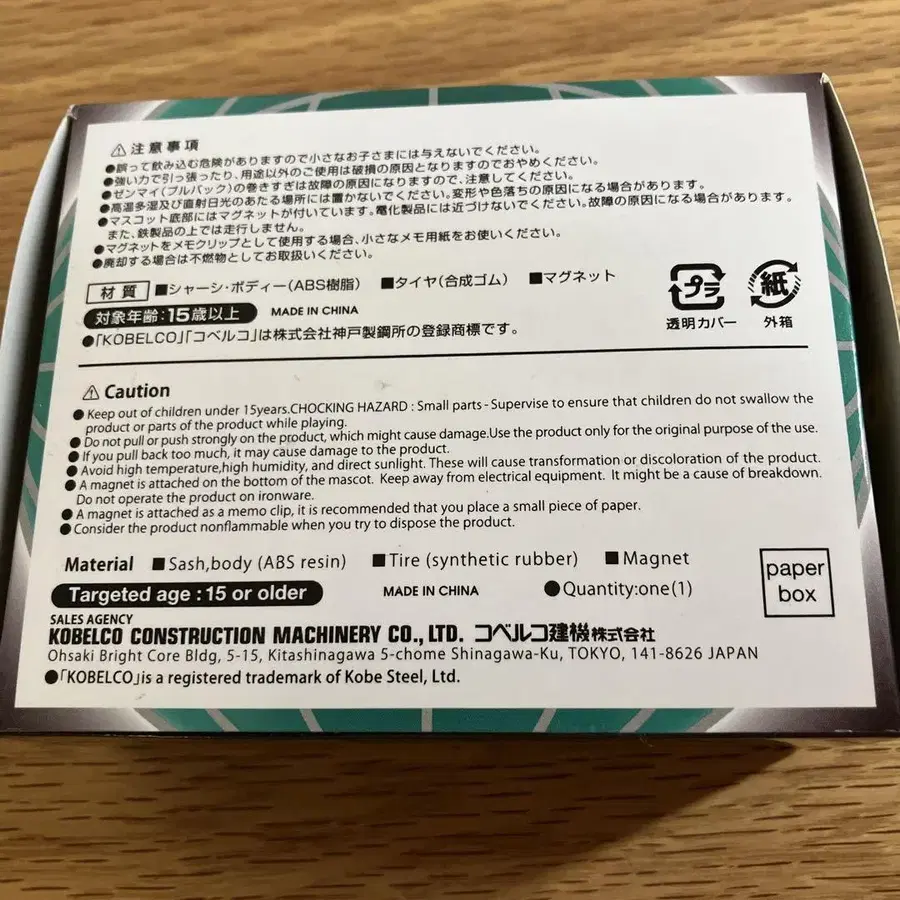 ⚠注意事項
●誤って飲み込む危険がありますので小さなお子さまには与えないでください。
●強い力で引っ張ったり、用途以外のご使用は破損の原因となりますのでおやめください。
●ゼンマイ(プルバック)の巻きすぎは故障の原因になりますので、注意してください。
●高温多湿及び直射日光のあたる場所には置かないでください。変形や色落ちの原因になる場合があります。
●マスコット底部にはマグネットが付いています。電化製品には近づけないでください。故障の原因になる場合があります。
また、鉄製品の上では走行しません。
●マグネットをメモクリップとして使用する場合、小さなメモ用紙をお使いください。
●廃却する場合は不燃物としてお取扱いください。
材質 ■シャーシ・ボディー(ABS樹脂) ■タイヤ(合成ゴム) ■マグネット
対象年齢:15歳以上 MADE IN CHINA
●「KOBELCO」「コベルコ」は株式会社神戸製鋼所の登録商標です。
プラ 紙
透明カバー 外箱
⚠ Caution
●Keep out of children under 15years.CHOCKING HAZARD : Small parts - Supervise to ensure that children do not swallow the
product or parts of the product while playing.
●Do not pull or push strongly on the product, which might cause damage.Use the product only for the original purpose of the use.
●If you pull back too much, it may cause damage to the product.
●Avoid high temperature,high humidity, and direct sunlight. These will cause transformation or discoloration of the product.
●A magnet is attached on the bottom of the mascot. Keep away from electrical equipment. It might be a cause of breakdown.
Do not operate the product on ironware.
●A magnet is attached as a memo clip, it is recommended that you place a small piece of paper.
●Consider the product nonflammable when you try to dispose the product.
Material ■Sash,body (ABS resin) ■Tire (synthetic rubber) ■Magnet
Targeted age : 15 or older MADE IN CHINA ●Quantity:one(1)
paper
box
SALES AGENCY
KOBELCO CONSTRUCTION MACHINERY CO., LTD. コベルコ建機株式会社
Ohsaki Bright Core Bldg, 5-15, Kitashinagawa 5-chome Shinagawa-Ku, TOKYO, 141-8626 JAPAN
●「KOBELCO」is a registered trademark of Kobe Steel, Ltd.